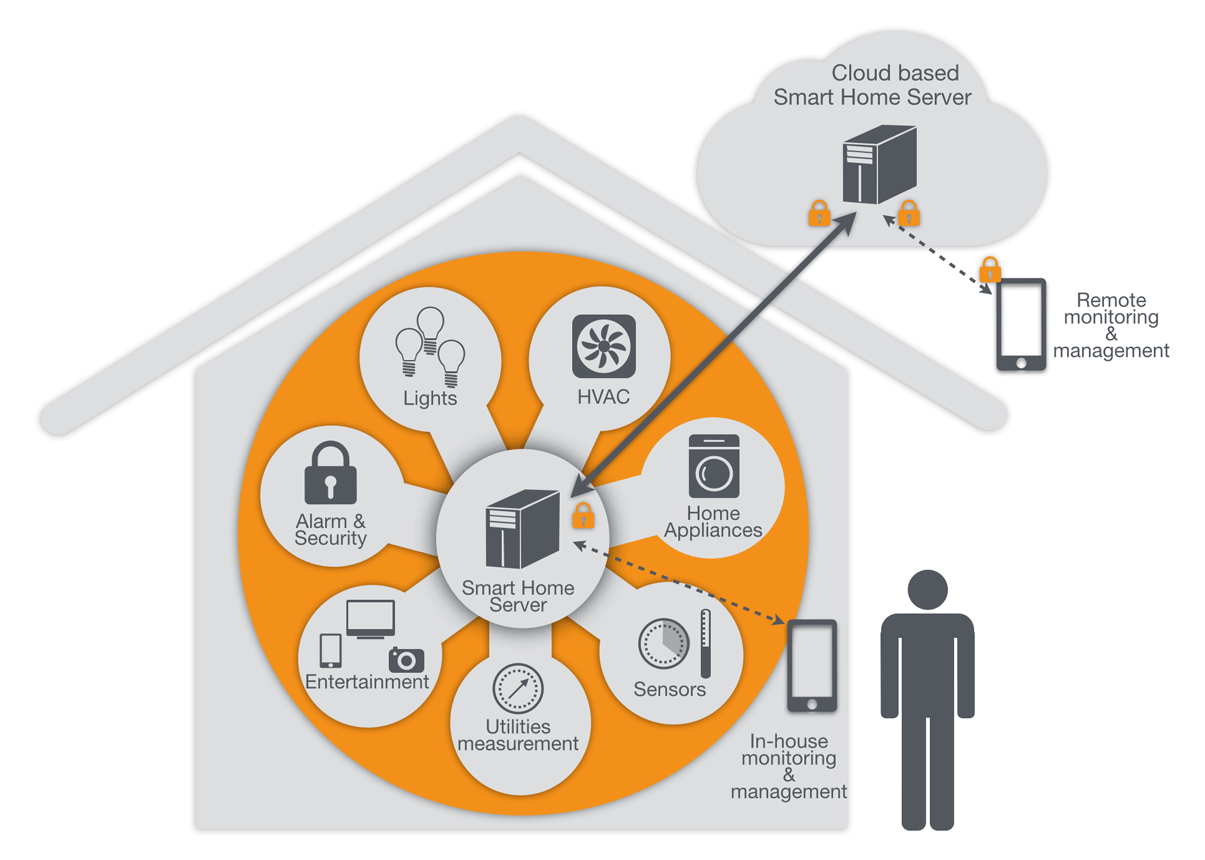 Cloud based
Smart Home Server
Remote
monitoring
&
management
Lights
HVAC
Alarm &
Security
Home
Appliances
Smart Home
Server
Entertainment
Sensors
Utilities
measurement
In-house
monitoring
&
management